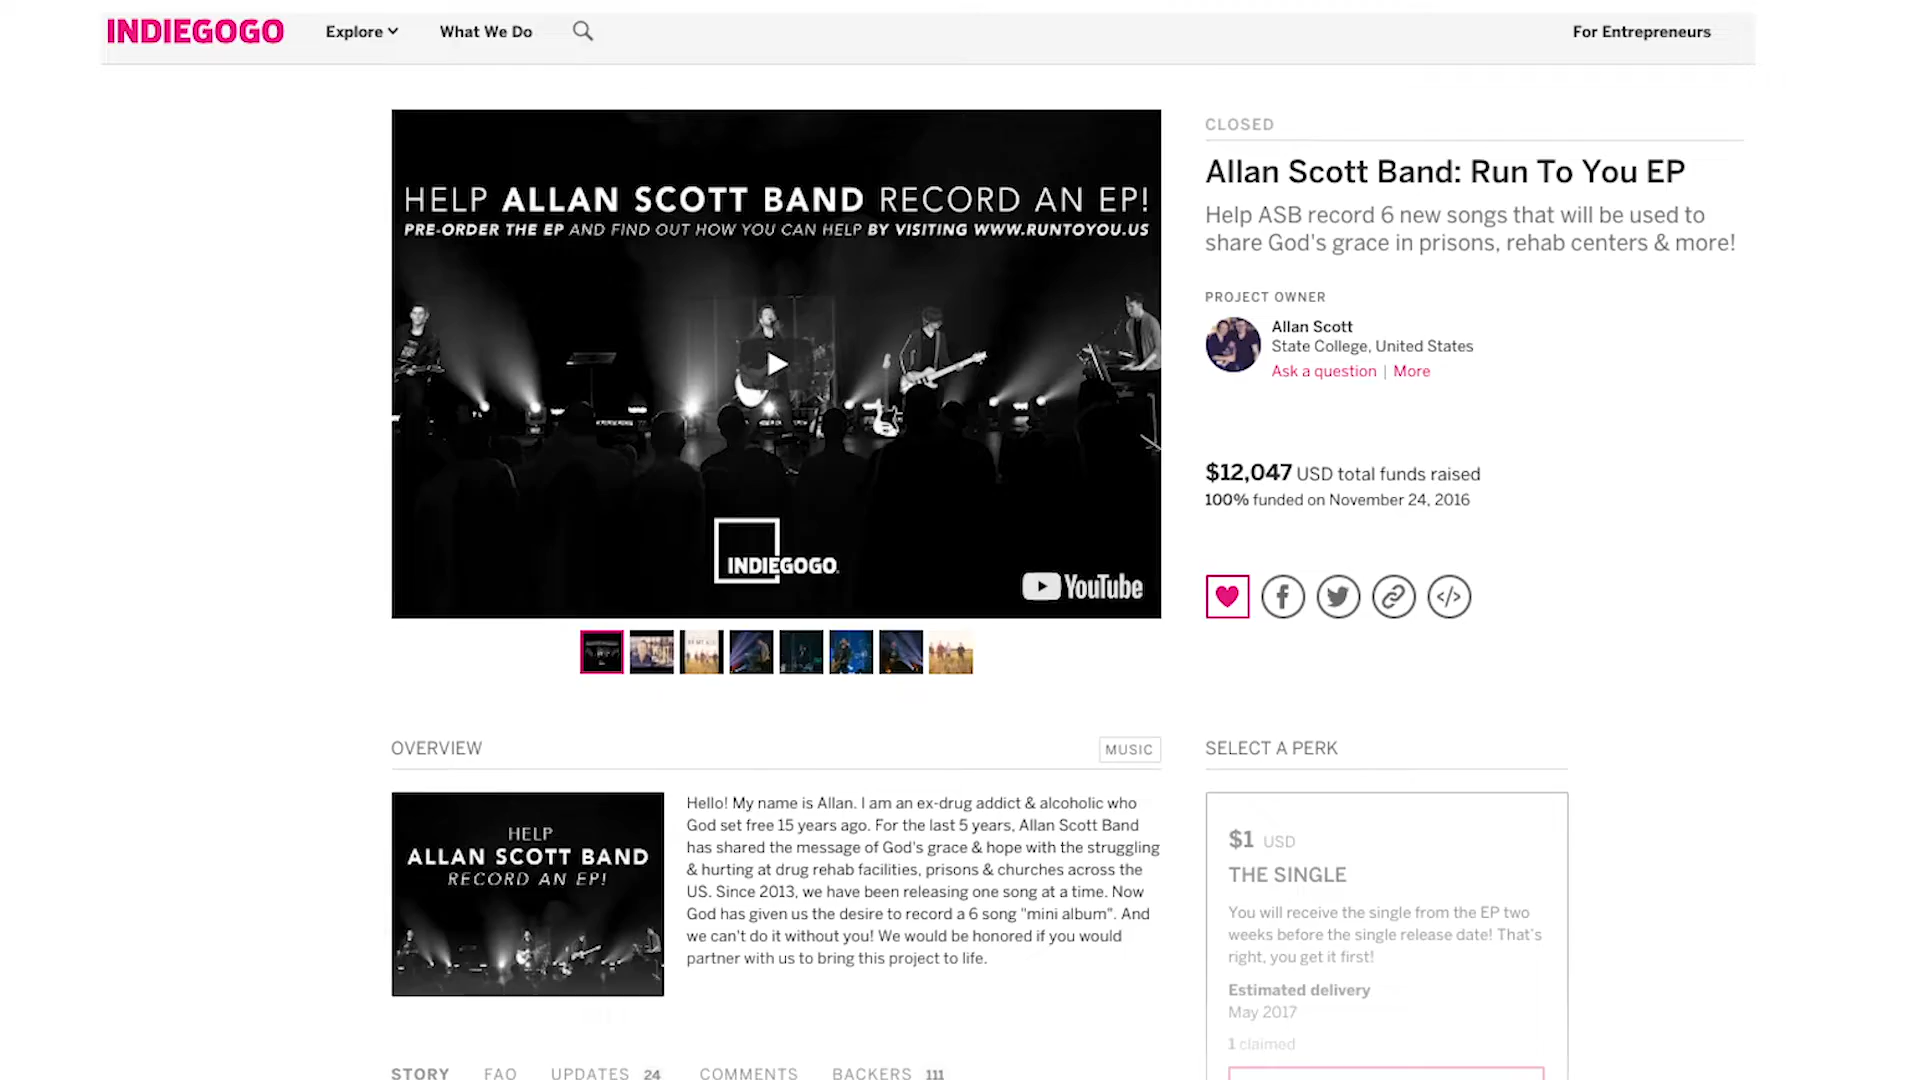 INDIEGOGO
Explore
What We Do
For Entrepreneurs
HELP ALLAN SCOTT BAND RECORD AN EP!
PRE-ORDER THE EP AND FIND OUT HOW YOU CAN HELP BY VISITING WWW.RUNTOYOU.US
INDIEGOGO.
YouTube
CLOSED
Allan Scott Band: Run To You EP
Help ASB record 6 new songs that will be used to
share God's grace in prisons, rehab centers & more!
PROJECT OWNER
Allan Scott
State College, United States
Ask a question | More
$12,047 USD total funds raised
100% funded on November 24, 2016
OVERVIEW
MUSIC
HELP
ALLAN SCOTT BAND
RECORD AN EP!
Hello! My name is Allan. I am an ex-drug addict & alcoholic who
God set free 15 years ago. For the last 5 years, Allan Scott Band
has shared the message of God's grace & hope with the struggling
& hurting at drug rehab facilities, prisons & churches across the
US. Since 2013, we have been releasing one song at a time. Now
God has given us the desire to record a 6 song "mini album". And
we can't do it without you! We would be honored if you would
partner with us to bring this project to life.
SELECT A PERK
$1 USD
THE SINGLE
You will receive the single from the EP two
weeks before the single release date! That's
right, you get it first!
Estimated delivery
May 2017
1 claimed
STORY
FAQ
UPDATES 24
COMMENTS
BACKERS 111